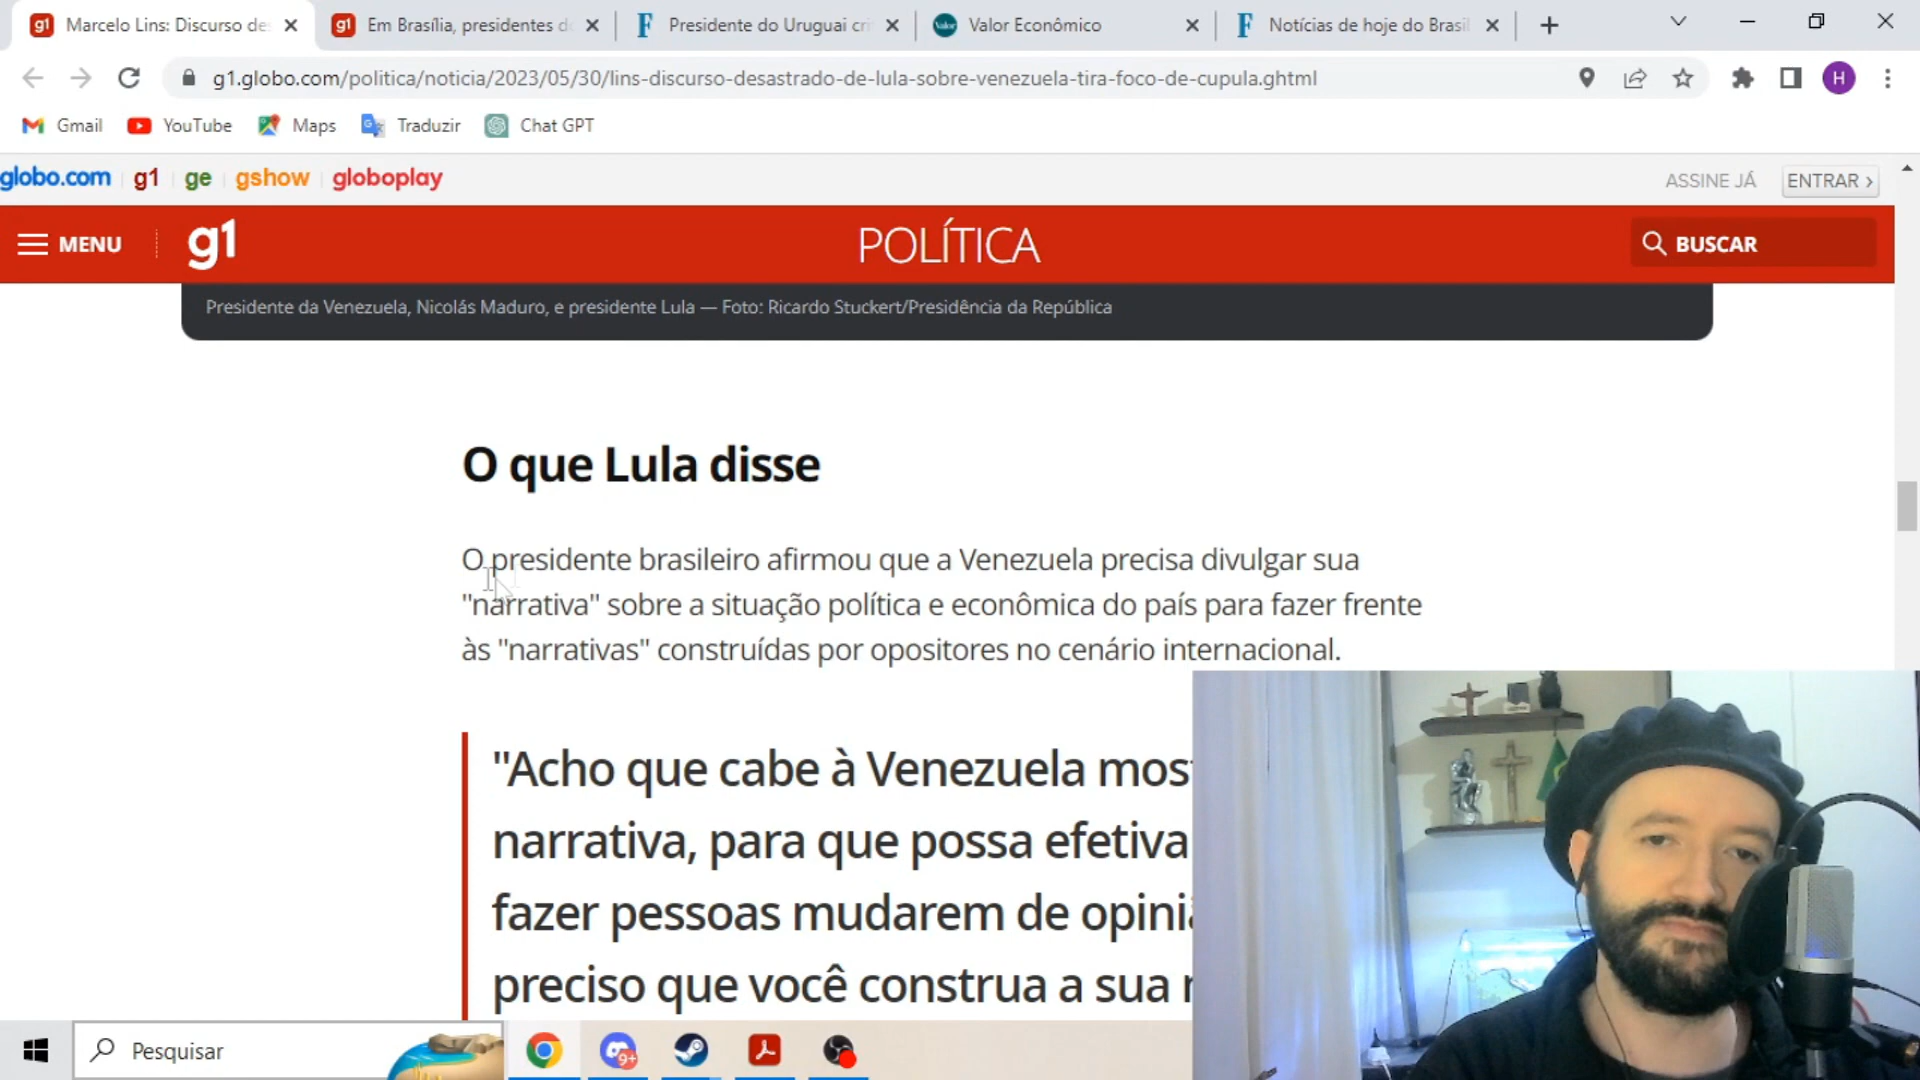 Marcelo Lins: Discurso de
Em Brasília, presidentes d
Presidente do Uruguai cri
Valor Econômico
Notícias de hoje do Brasil
g1.globo.com/politica/noticia/2023/05/30/lins-discurso-desastrado-de-lula-sobre-venezuela-tira-foco-de-cupula.ghtml
H
Gmail
YouTube
Maps
Traduzir
Chat GPT
globo.com g1 ge gshow globoplay
ASSINE JÁ
ENTRAR ›
MENU
g1
POLÍTICA
BUSCAR
Presidente da Venezuela, Nicolás Maduro, e presidente Lula — Foto: Ricardo Stuckert/Presidência da República
O que Lula disse
O presidente brasileiro afirmou que a Venezuela precisa divulgar sua
"narrativa" sobre a situação política e econômica do país para fazer frente
às "narrativas" construídas por opositores no cenário internacional.
"Acho que cabe à Venezuela most
narrativa, para que possa efetiva
fazer pessoas mudarem de opini
preciso que você construa a sua
Pesquisar
9+